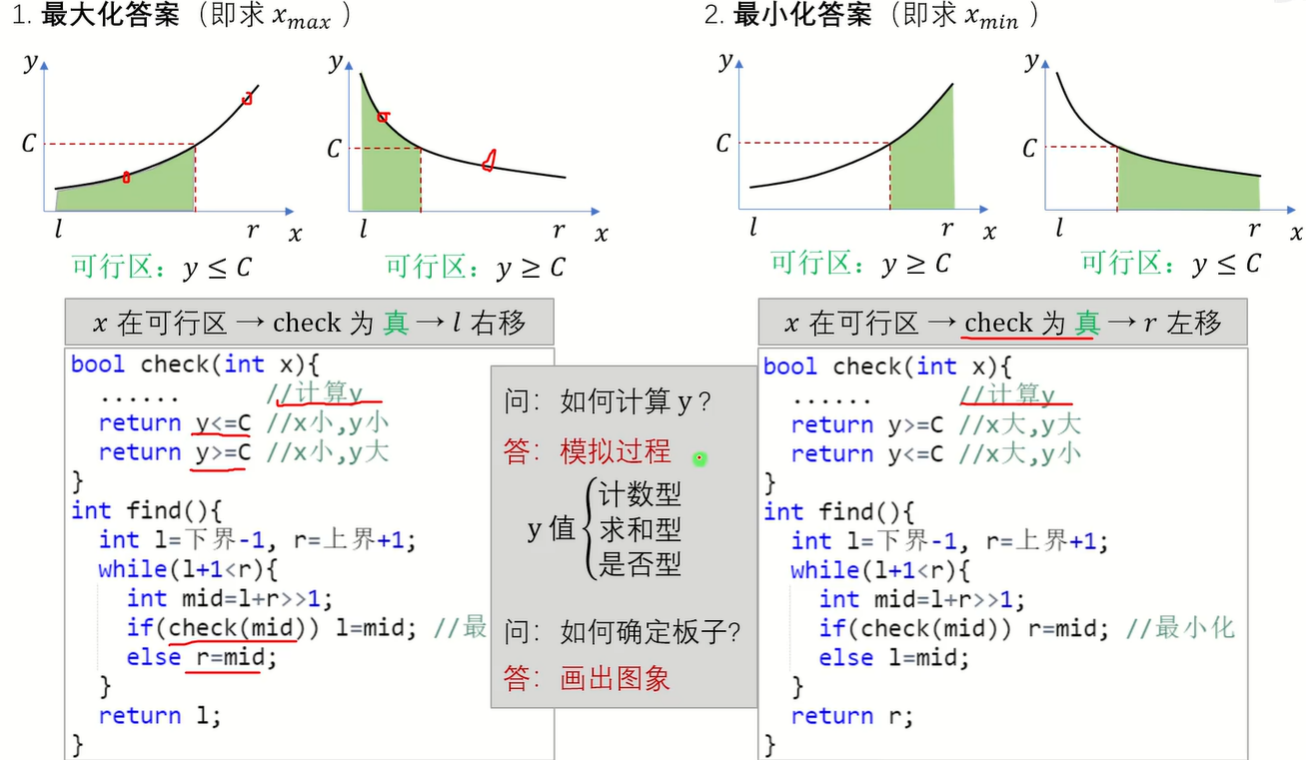 1. 最大化答案（即求 xmax ）
y
C
l
r
x
可行区：y ≤ C
y
C
l
r
x
可行区：y ≥ C
x 在可行区 → check 为 真 → l 右移
bool check(int x){
...... //计算y
return y<=C //x小,y小
return y>=C //x小,y大
}
int find(){
int l=下界-1, r=上界+1;
while(l+1<r){
int mid=l+r>>1;
if(check(mid)) l=mid; //最
else r=mid;
}
return l;
}
问：如何计算 y？
答：模拟过程
y 值
计数型
求和型
是否型
问：如何确定板子？
答：画出图象
2. 最小化答案（即求 xmin ）
y
C
l
r
x
可行区：y ≥ C
y
C
l
r
x
可行区：y ≤ C
x 在可行区 → check 为 真 → r 左移
bool check(int x){
...... //计算y
return y>=C //x大,y大
return y<=C //x大,y小
}
int find(){
int l=下界-1, r=上界+1;
while(l+1<r){
int mid=l+r>>1;
if(check(mid)) r=mid; //最小化
else l=mid;
}
return r;
}